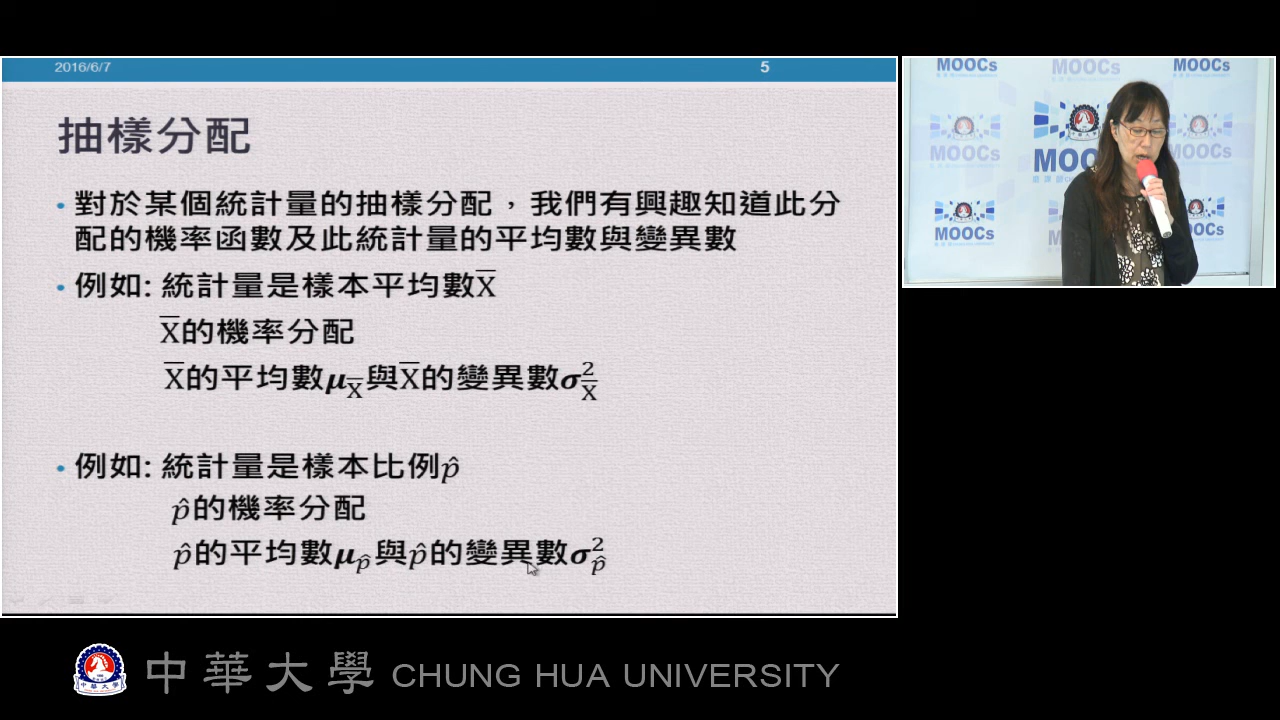 2016/6/7
5
抽樣分配
• 對於某個統計量的抽樣分配，我們有興趣知道此分
配的機率函數及此統計量的平均數與變異數
• 例如: 統計量是樣本平均數X̅
X̅的機率分配
X̅的平均數μ_X̅與X̅的變異數σ²_X̅
• 例如: 統計量是樣本比例p̂
p̂的機率分配
p̂的平均數μ_p̂與p̂的變異數σ²_p̂
MOOCs
MOOCs
MOOCs
MOOCs
MOOCs
MOOCs
中華大學 CHUNG HUA UNIVERSITY